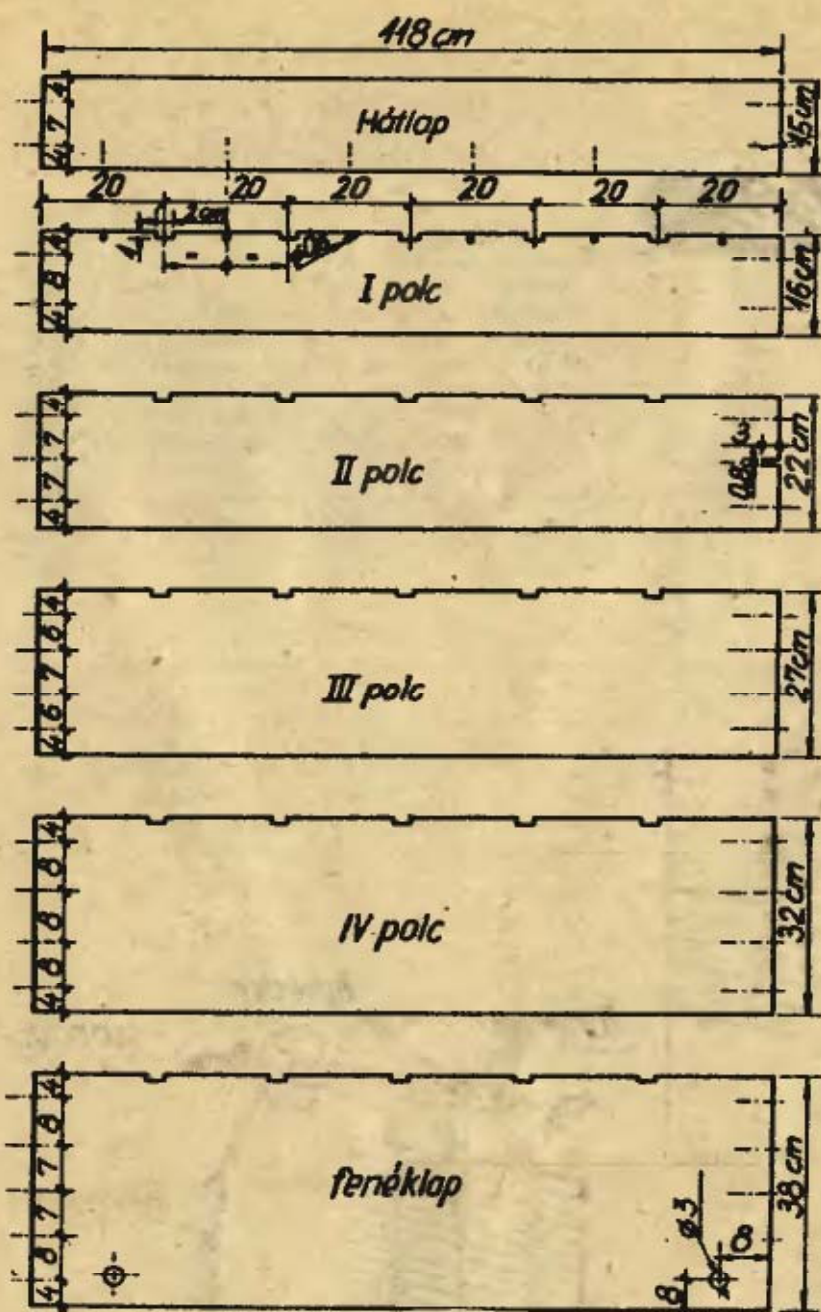 118 cm
4 7 4
Hátlap
15 cm
20 20 20 20 20
2 cm
4 8 4
I polc
16 cm
4 7 7 4
II polc
3
0,8
22 cm
4 6 7 6 4
III polc
27 cm
4 8 8 8 4
IV polc
32 cm
4 8 7 7 8 4
fenéklap
ø3
8
8
38 cm